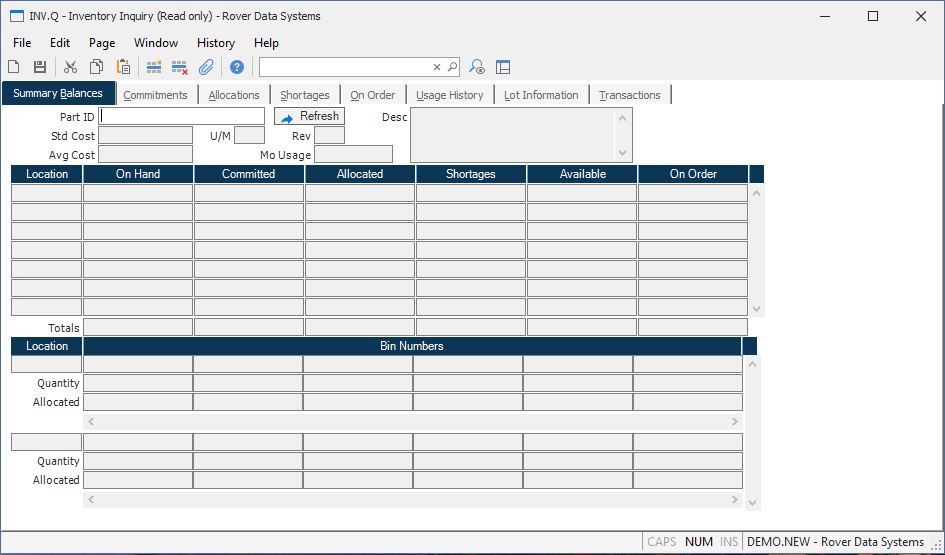 INV.Q - Inventory Inquiry (Read only) - Rover Data Systems
File Edit Page Window History Help
Summary Balances Commitments Allocations Shortages On Order Usage History Lot Information Transactions
Part ID Refresh Desc
Std Cost U/M Rev
Avg Cost Mo Usage
Location On Hand Committed Allocated Shortages Available On Order
Totals
Location Bin Numbers
Quantity
Allocated
Quantity
Allocated
CAPS NUM INS DEMO.NEW - Rover Data Systems